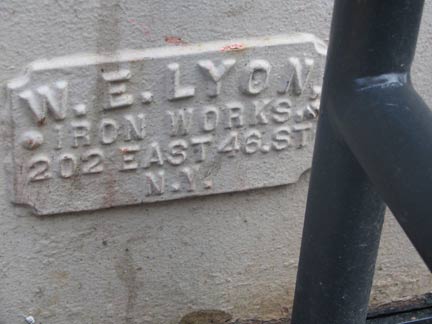 W. E. LYON.
IRON WORKS.
202 EAST 46. ST
N.Y.